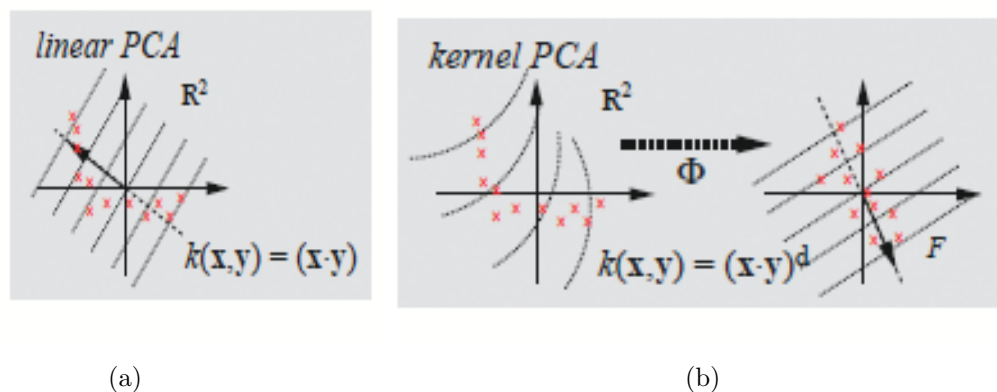 linear PCA
R²
k(x,y) = (x·y)
(a)
kernel PCA
R²
Φ
k(x,y) = (x·y)ᵈ
F
(b)